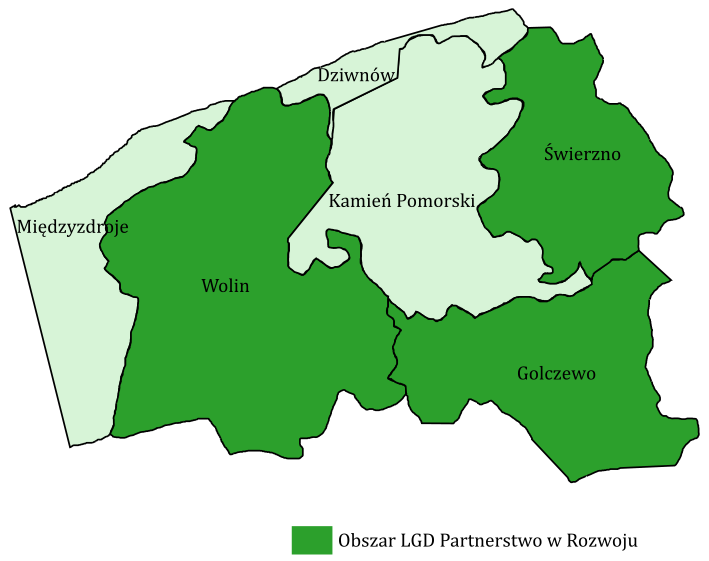 Dziwnów
Świerzno
Kamień Pomorski
Międzyzdroje
Wolin
Golczewo
Obszar LGD Partnerstwo w Rozwoju